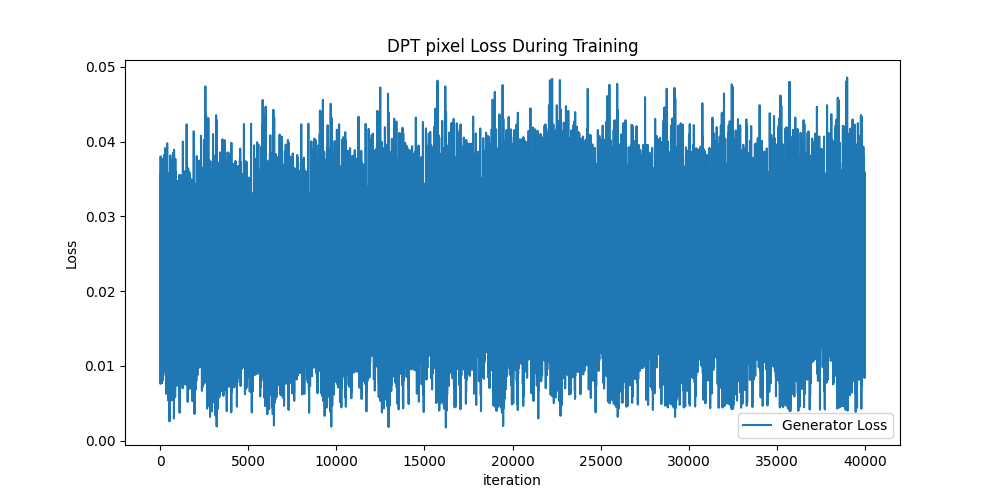 DPT pixel Loss During Training
Loss
0.05
0.04
0.03
0.02
0.01
0.00
Generator Loss
0 5000 10000 15000 20000 25000 30000 35000 40000
iteration